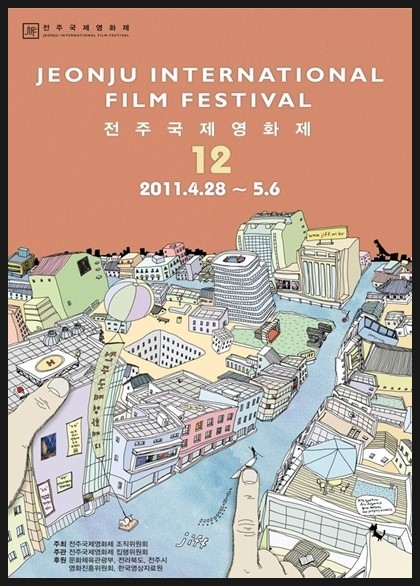 전주국제영화제
JEONJU INTERNATIONAL FILM FESTIVAL
JEONJU INTERNATIONAL
FILM FESTIVAL
전주국제영화제
12
2011.4.28 ~ 5.6
www.jiff.or.kr
jiff
주최 전주국제영화제 조직위원회
주관 전주국제영화제 집행위원회
후원 문화체육관광부, 전라북도, 전주시
영화진흥위원회, 한국영상자료원